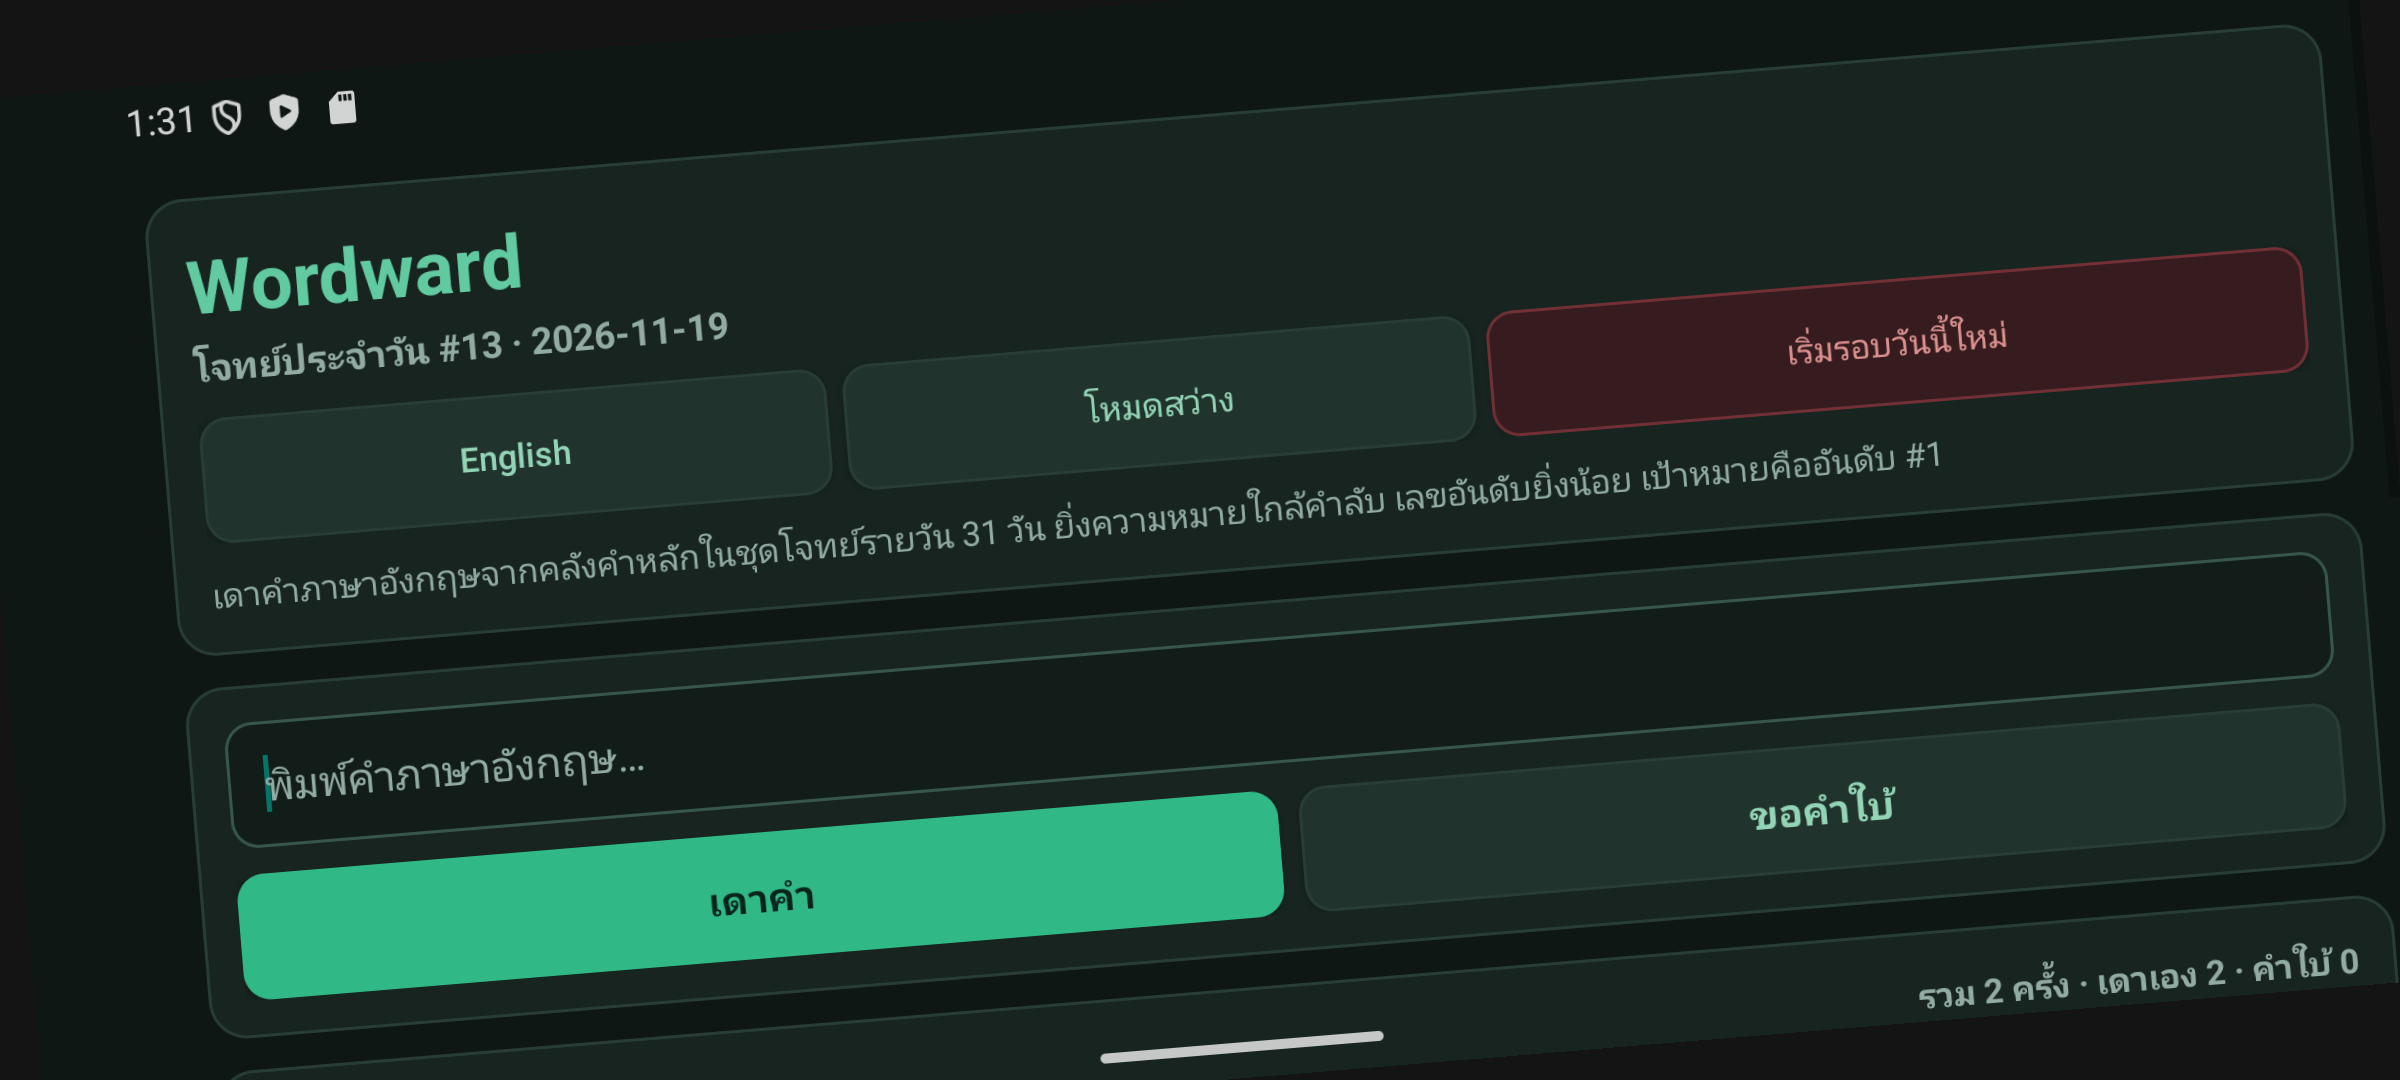 1:31
Wordward
โจทย์ประจำวัน #13 · 2026-11-19
English
โหมดสว่าง
เริ่มรอบวันนี้ใหม่
เดาคำภาษาอังกฤษจากคลังคำหลักในชุดโจทย์รายวัน 31 วัน ยิ่งความหมายใกล้คำลับ เลขอันดับยิ่งน้อย เป้าหมายคืออันดับ #1
พิมพ์คำภาษาอังกฤษ...
เดาคำ
ขอคำใบ้
รวม 2 ครั้ง · เดาเอง 2 · คำใบ้ 0